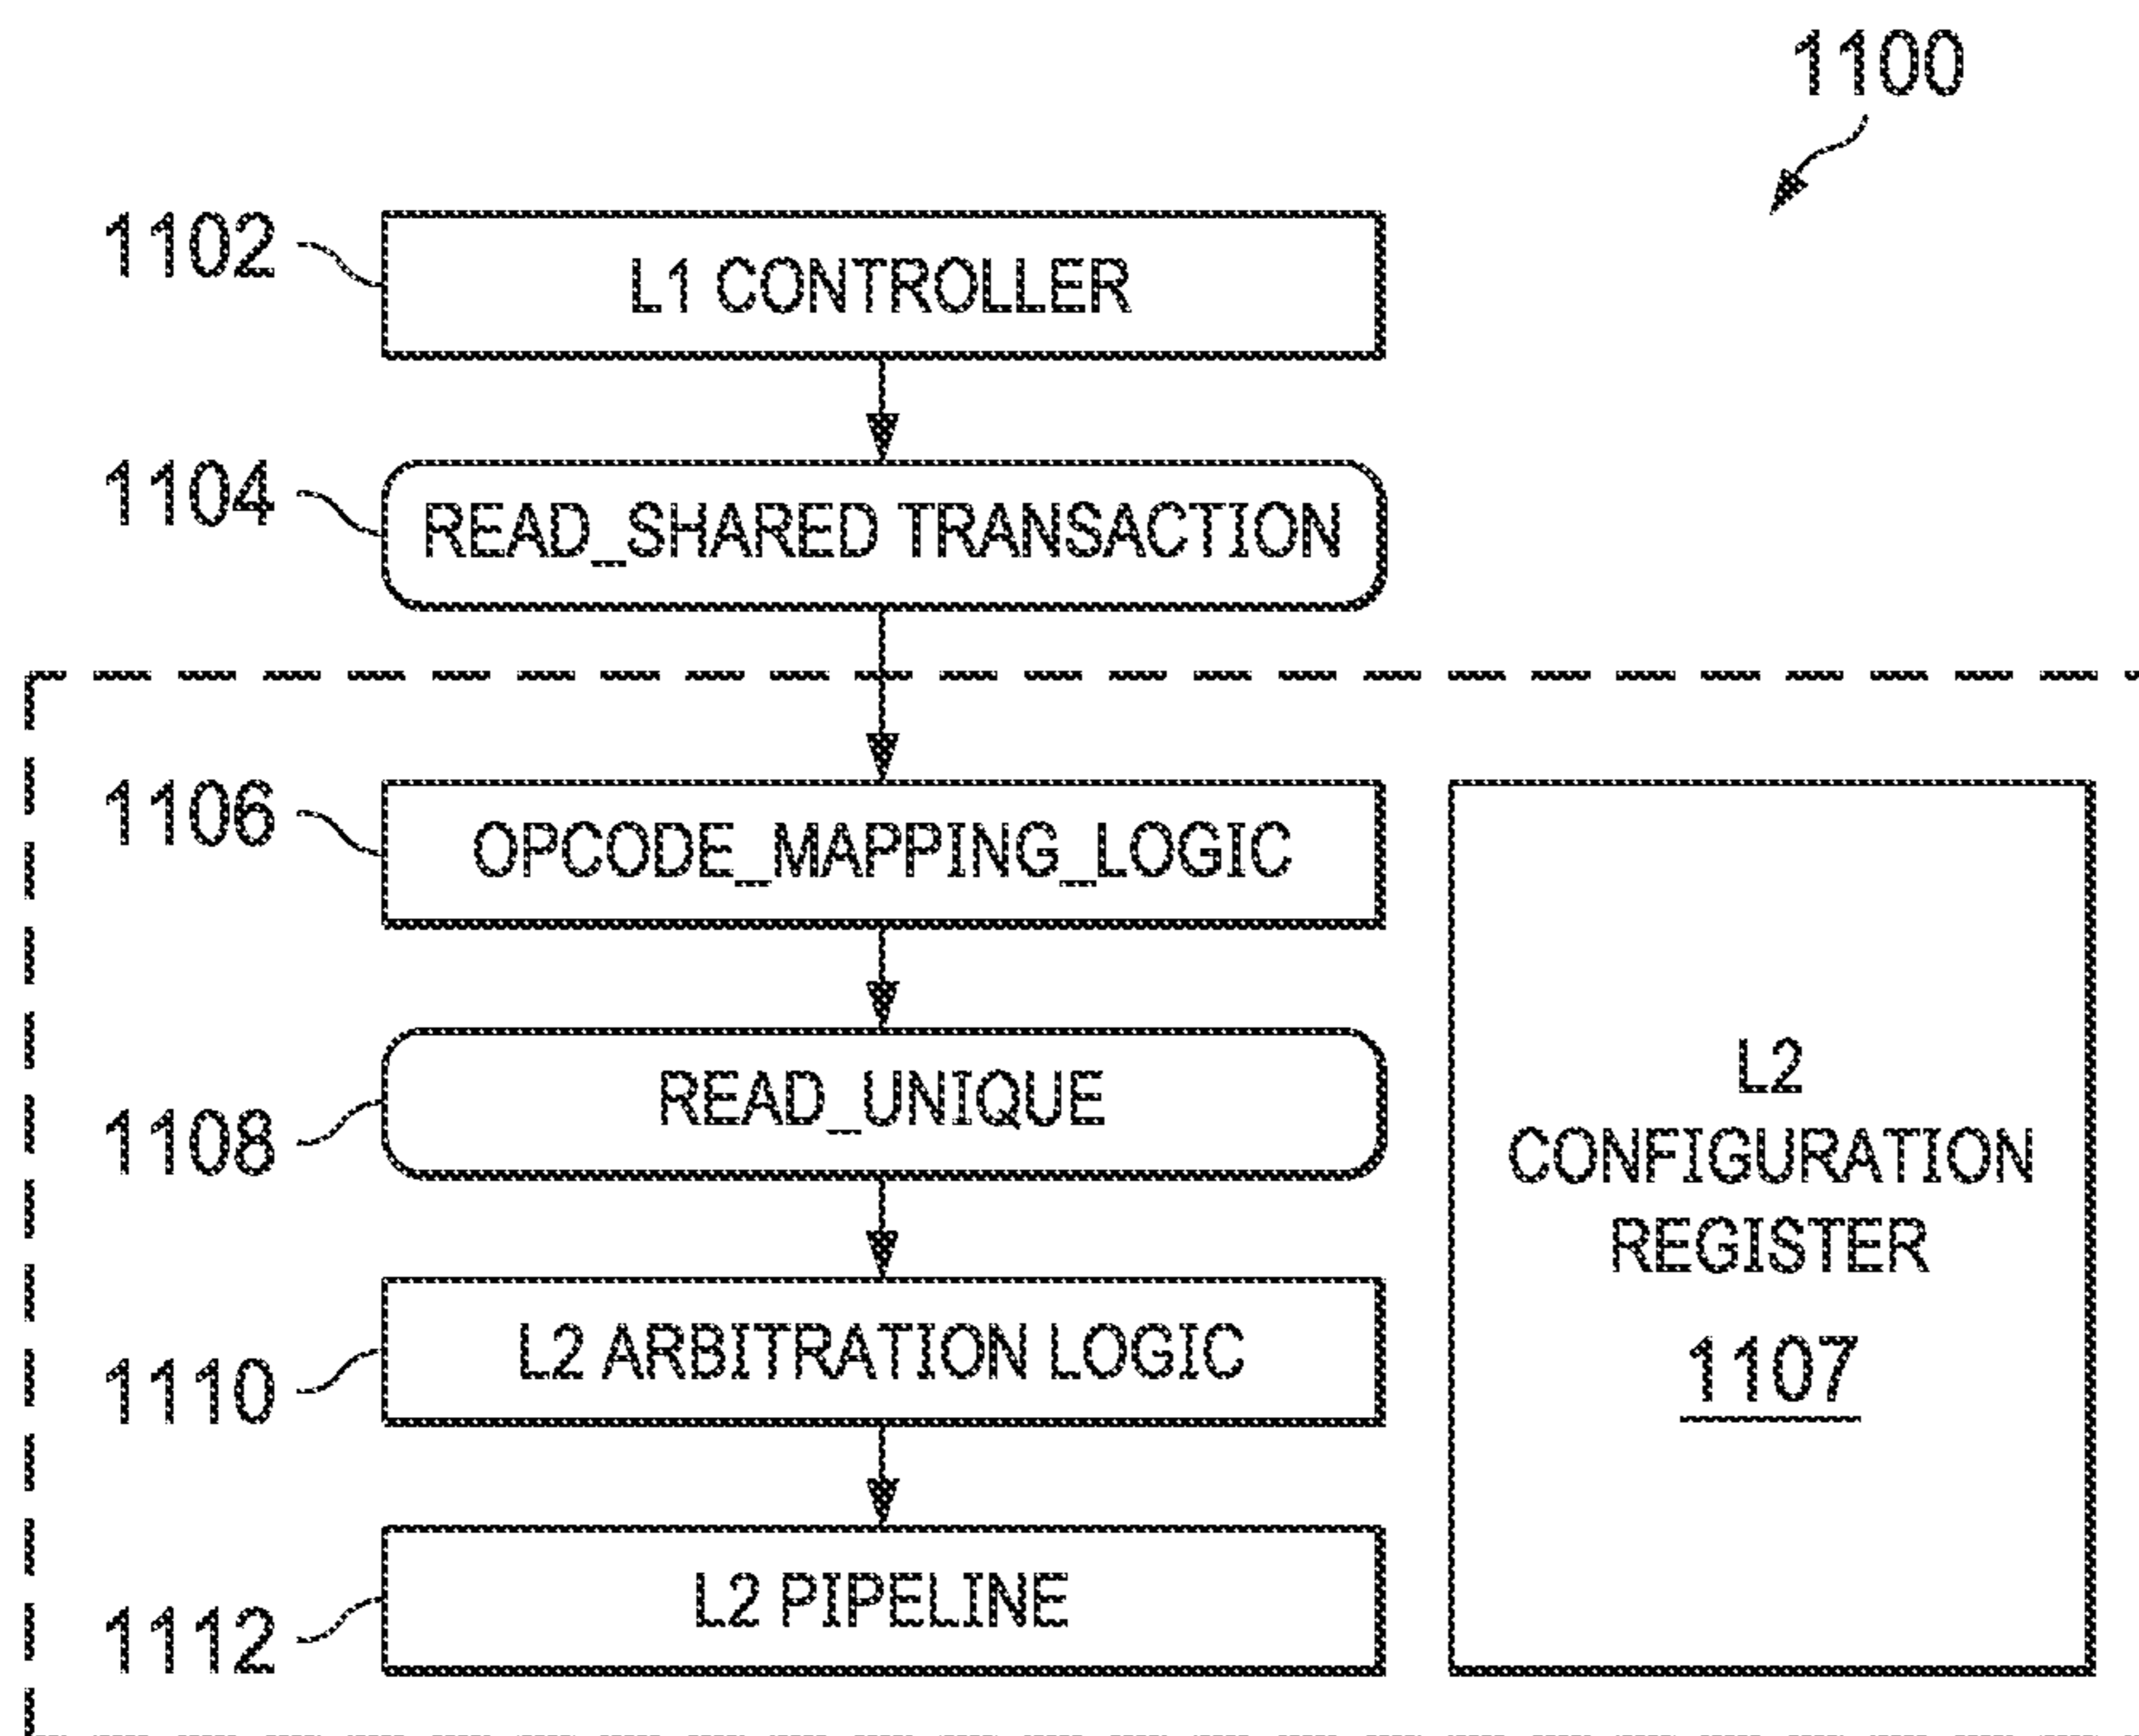 1100
1102
L1 CONTROLLER
1104
READ_SHARED TRANSACTION
1106
OPCODE_MAPPING_LOGIC
1108
READ_UNIQUE
1110
L2 ARBITRATION LOGIC
1112
L2 PIPELINE
L2
CONFIGURATION
REGISTER
1107